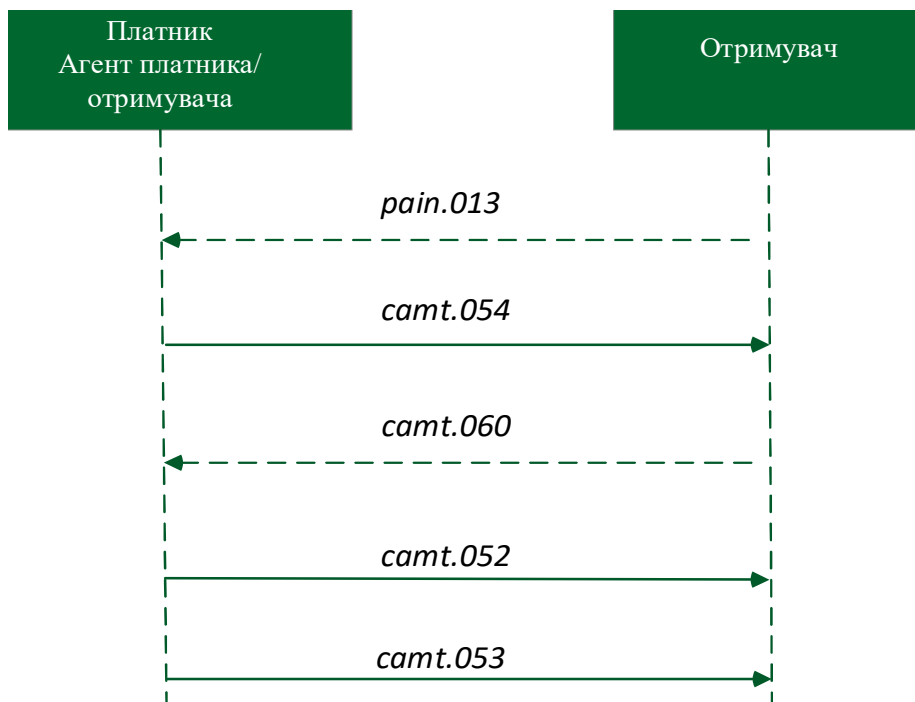 Платник
Агент платника/
отримувача
Отримувач
pain.013
camt.054
camt.060
camt.052
camt.053